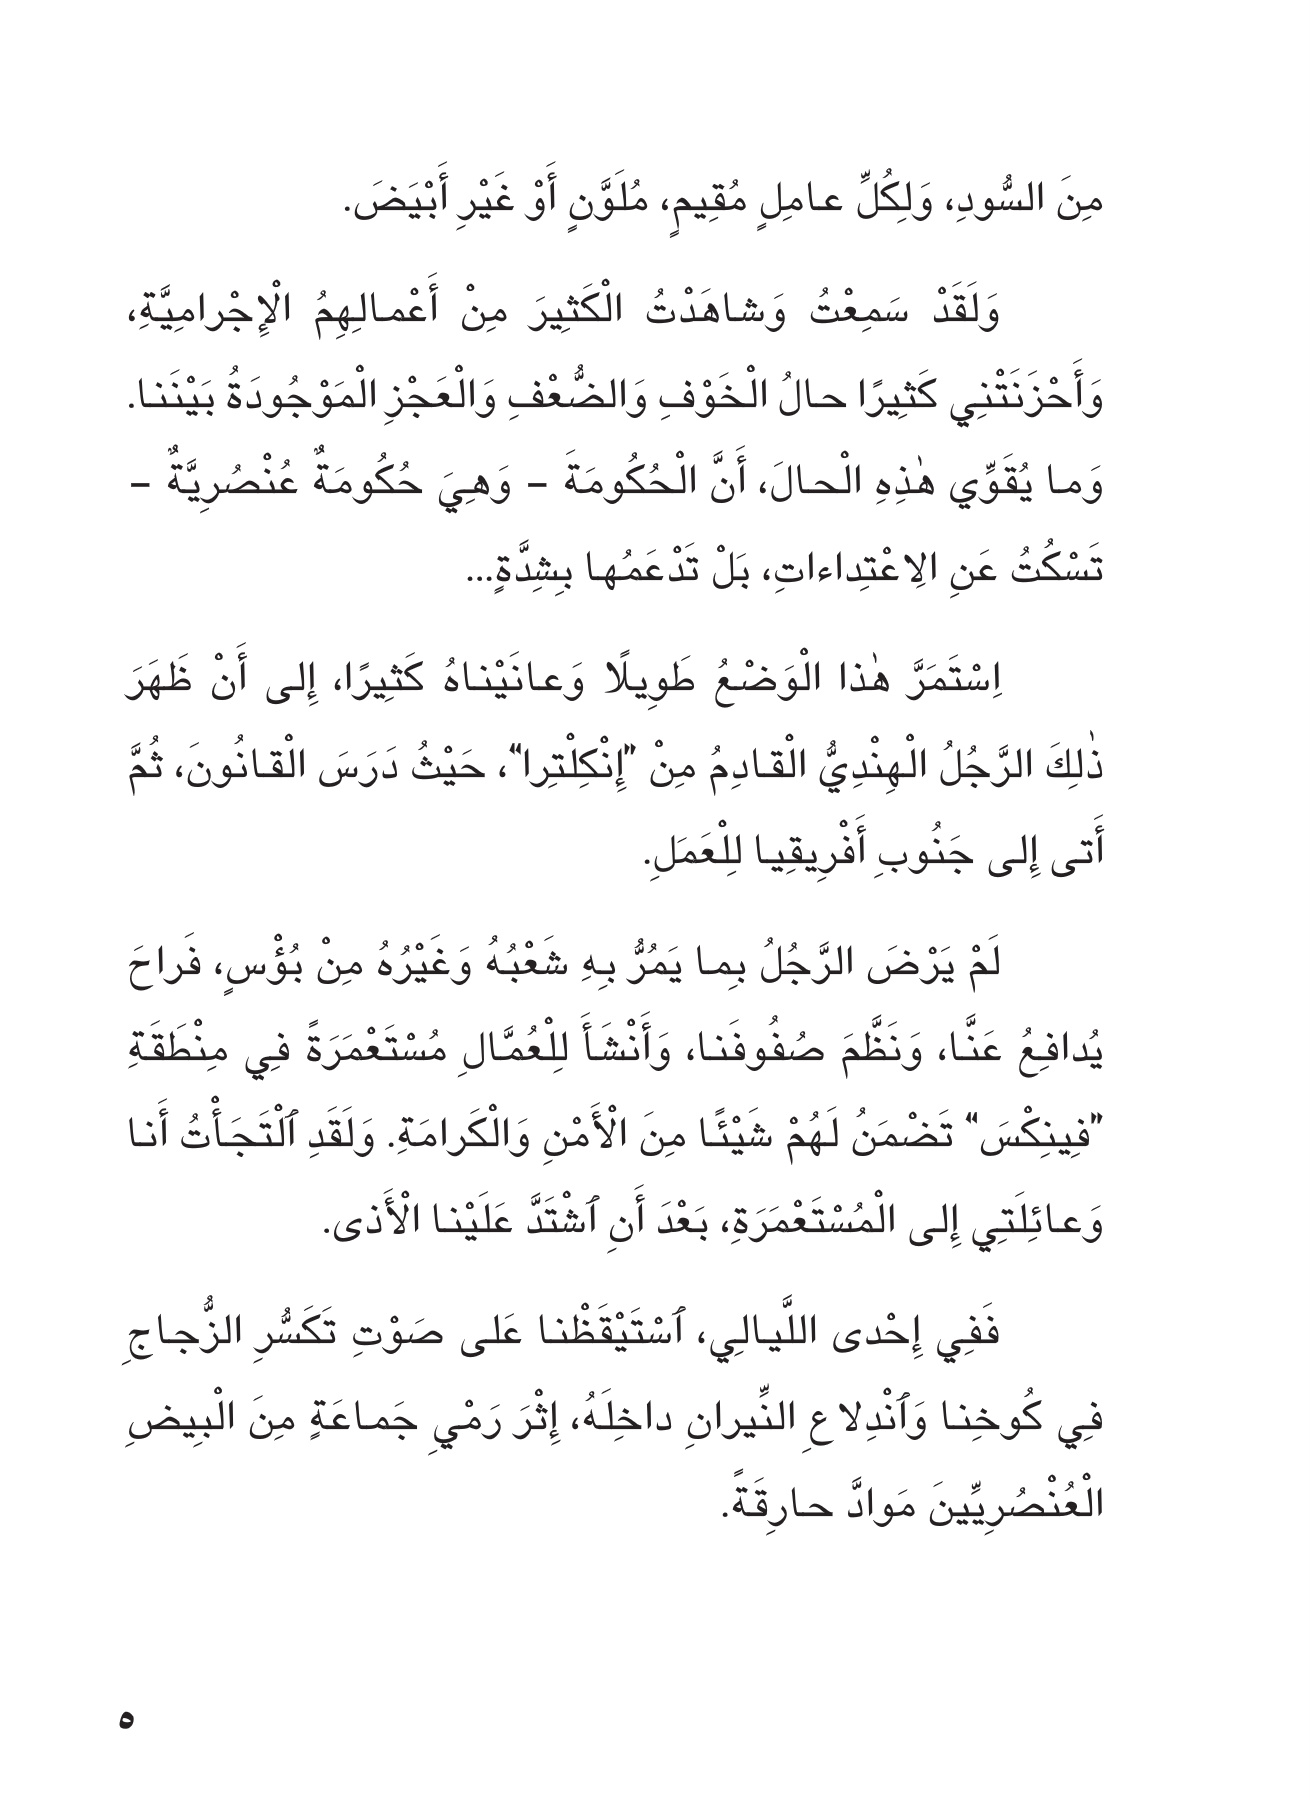 مِنَ السُّودِ، وَلِكُلِّ عامِلٍ مُقِيمٍ، مُلَوَّنٍ أَوْ غَيْرِ أَبْيَضَ.
وَلَقَدْ سَمِعْتُ وَشاهَدْتُ الْكَثِيرَ مِنْ أَعْمالِهِمُ الْإِجْرامِيَّةِ،
وَأَحْزَنَتْنِي كَثِيرًا حالُ الْخَوْفِ وَالضُّعْفِ وَالْعَجْزِ الْمَوْجُودَةُ بَيْنَنا.
وَما يُقَوِّي هٰذِهِ الْحالَ، أَنَّ الْحُكُومَةَ – وَهِيَ حُكُومَةٌ عُنْصُرِيَّةٌ –
تَسْكُتُ عَنِ الِاعْتِداءاتِ، بَلْ تَدْعَمُها بِشِدَّةٍ...
اِسْتَمَرَّ هٰذا الْوَضْعُ طَوِيلًا وَعانَيْناهُ كَثِيرًا، إِلى أَنْ ظَهَرَ
ذٰلِكَ الرَّجُلُ الْهِنْدِيُّ الْقادِمُ مِنْ ”إِنْكِلْتِرا“، حَيْثُ دَرَسَ الْقانُونَ، ثُمَّ
أَتى إِلى جَنُوبِ أَفْرِيقِيا لِلْعَمَلِ.
لَمْ يَرْضَ الرَّجُلُ بِما يَمُرُّ بِهِ شَعْبُهُ وَغَيْرُهُ مِنْ بُؤْسٍ، فَراحَ
يُدافِعُ عَنَّا، وَنَظَّمَ صُفُوفَنا، وَأَنْشَأَ لِلْعُمَّالِ مُسْتَعْمَرَةً فِي مِنْطَقَةِ
”فِينِكْسَ“ تَضْمَنُ لَهُمْ شَيْئًا مِنَ الْأَمْنِ وَالْكَرامَةِ. وَلَقَدِ ٱلْتَجَأْتُ أَنا
وَعائِلَتِي إِلى الْمُسْتَعْمَرَةِ، بَعْدَ أَنِ ٱشْتَدَّ عَلَيْنا الْأَذى.
فَفِي إِحْدى اللَّيالِي، ٱسْتَيْقَظْنا عَلى صَوْتِ تَكَسُّرِ الزُّجاجِ
فِي كُوخِنا وَٱنْدِلاعِ النِّيرانِ داخِلَهُ، إِثْرَ رَمْيِ جَماعَةٍ مِنَ الْبِيضِ
الْعُنْصُرِيِّينَ مَوادَّ حارِقَةً.
٥